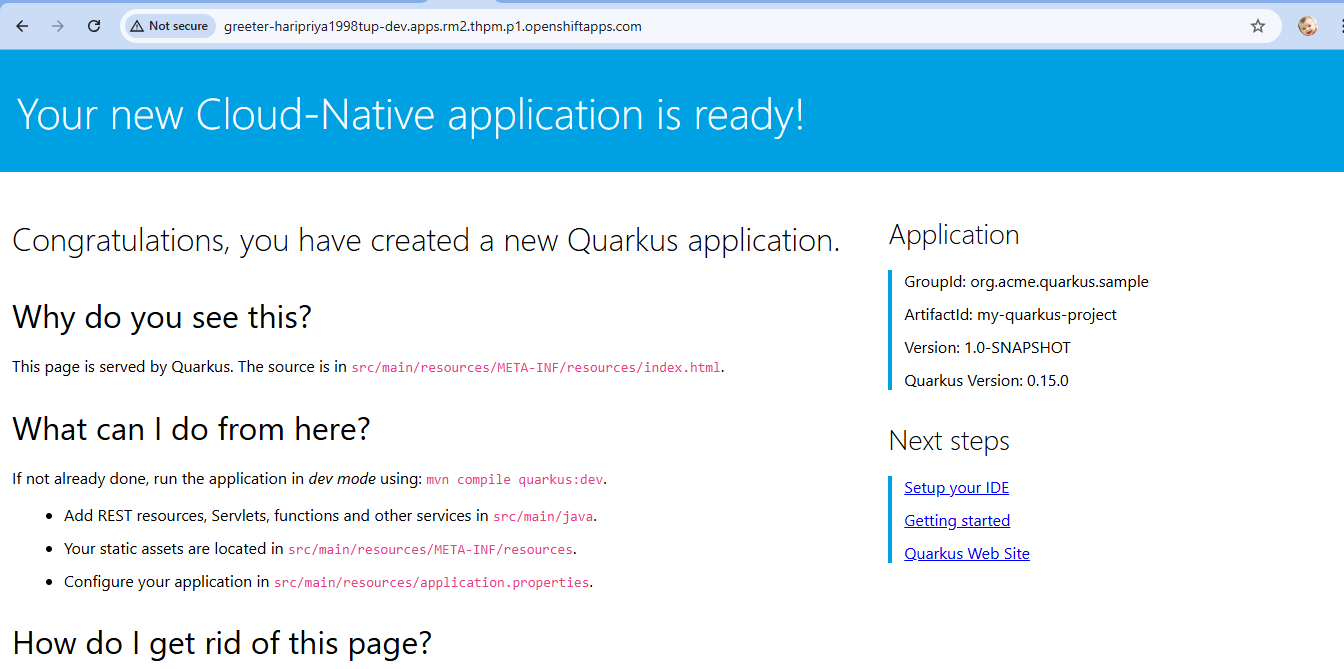 Not secure
greeter-haripriya1998tup-dev.apps.rm2.thpm.p1.openshiftapps.com
Your new Cloud-Native application is ready!
Congratulations, you have created a new Quarkus application.
Why do you see this?
This page is served by Quarkus. The source is in src/main/resources/META-INF/resources/index.html.
What can I do from here?
If not already done, run the application in dev mode using: mvn compile quarkus:dev.
• Add REST resources, Servlets, functions and other services in src/main/java.
• Your static assets are located in src/main/resources/META-INF/resources.
• Configure your application in src/main/resources/application.properties.
How do I get rid of this page?
Application
GroupId: org.acme.quarkus.sample
ArtifactId: my-quarkus-project
Version: 1.0-SNAPSHOT
Quarkus Version: 0.15.0
Next steps
Setup your IDE
Getting started
Quarkus Web Site